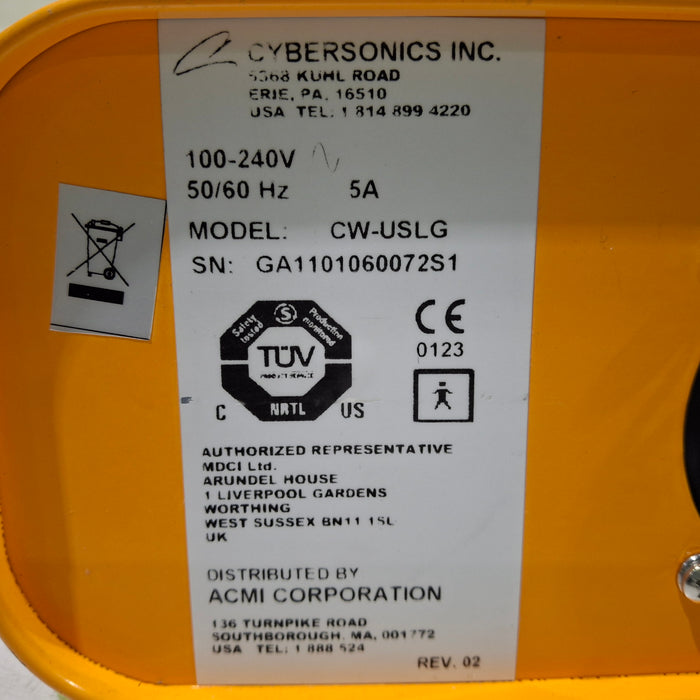 CYBERSONICS INC.
5368 KUHL ROAD
ERIE, PA. 16510
USA TEL: 1 814 899 4220
100-240V
50/60 Hz 5A
MODEL: CW-USLG
SN: GA1101060072S1
Safety tested
S
Production monitored
TÜV
PRODUCT SERVICE
C NRTL US
CE
0123
AUTHORIZED REPRESENTATIVE
MDCI Ltd.
ARUNDEL HOUSE
1 LIVERPOOL GARDENS
WORTHING
WEST SUSSEX BN11 1SL
UK
DISTRIBUTED BY
ACMI CORPORATION
136 TURNPIKE ROAD
SOUTHBOROUGH, MA, 001772
USA TEL: 1 888 524
REV. 02